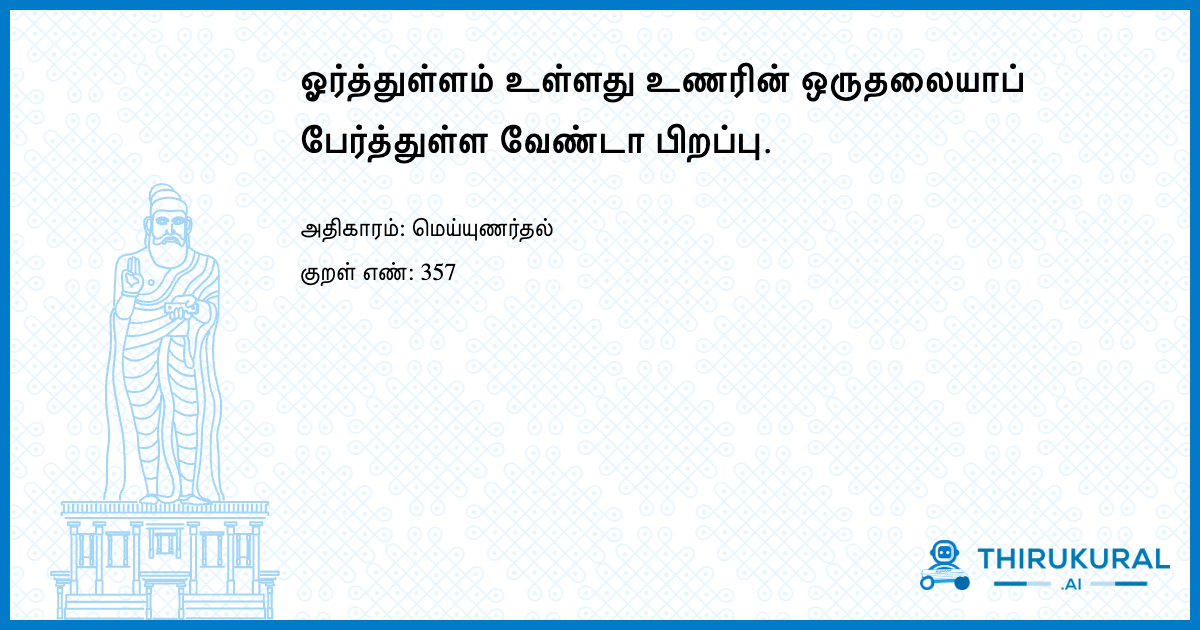 ஓர்த்துள்ளம் உள்ளது உணரின் ஒருதலையாப்
பேர்த்துள்ள வேண்டா பிறப்பு.
அதிகாரம்: மெய்யுணர்தல்
குறள் எண்: 357
THIRUKURAL
.AI